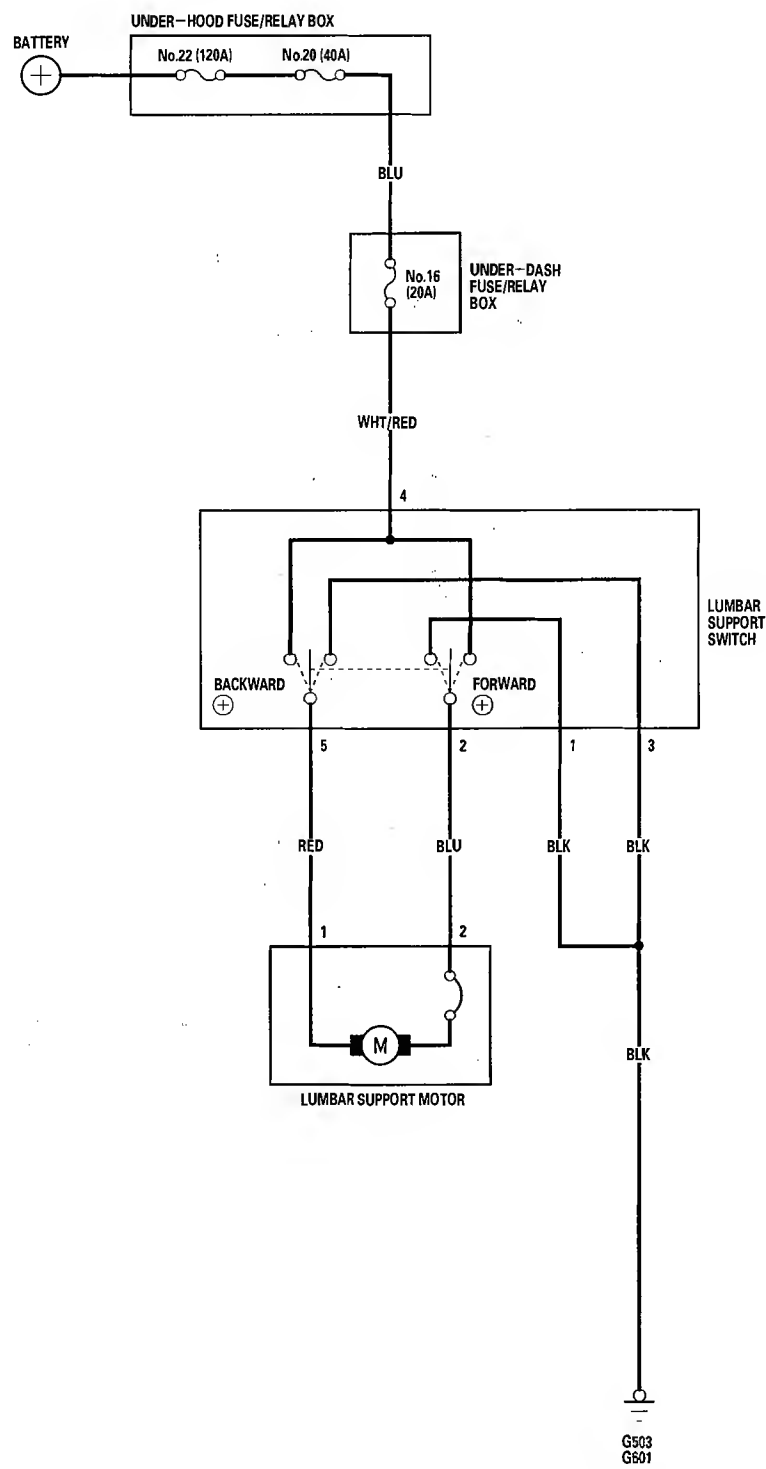 UNDER-HOOD FUSE/RELAY BOX
BATTERY
No.22 (120A)
No.20 (40A)
+
BLU
No.16
(20A)
UNDER-DASH
FUSE/RELAY
BOX
WHT/RED
4
LUMBAR
SUPPORT
SWITCH
BACKWARD
+
FORWARD
+
5
2
1
3
RED
BLU
BLK
BLK
1
2
M
BLK
LUMBAR SUPPORT MOTOR
G503
G601